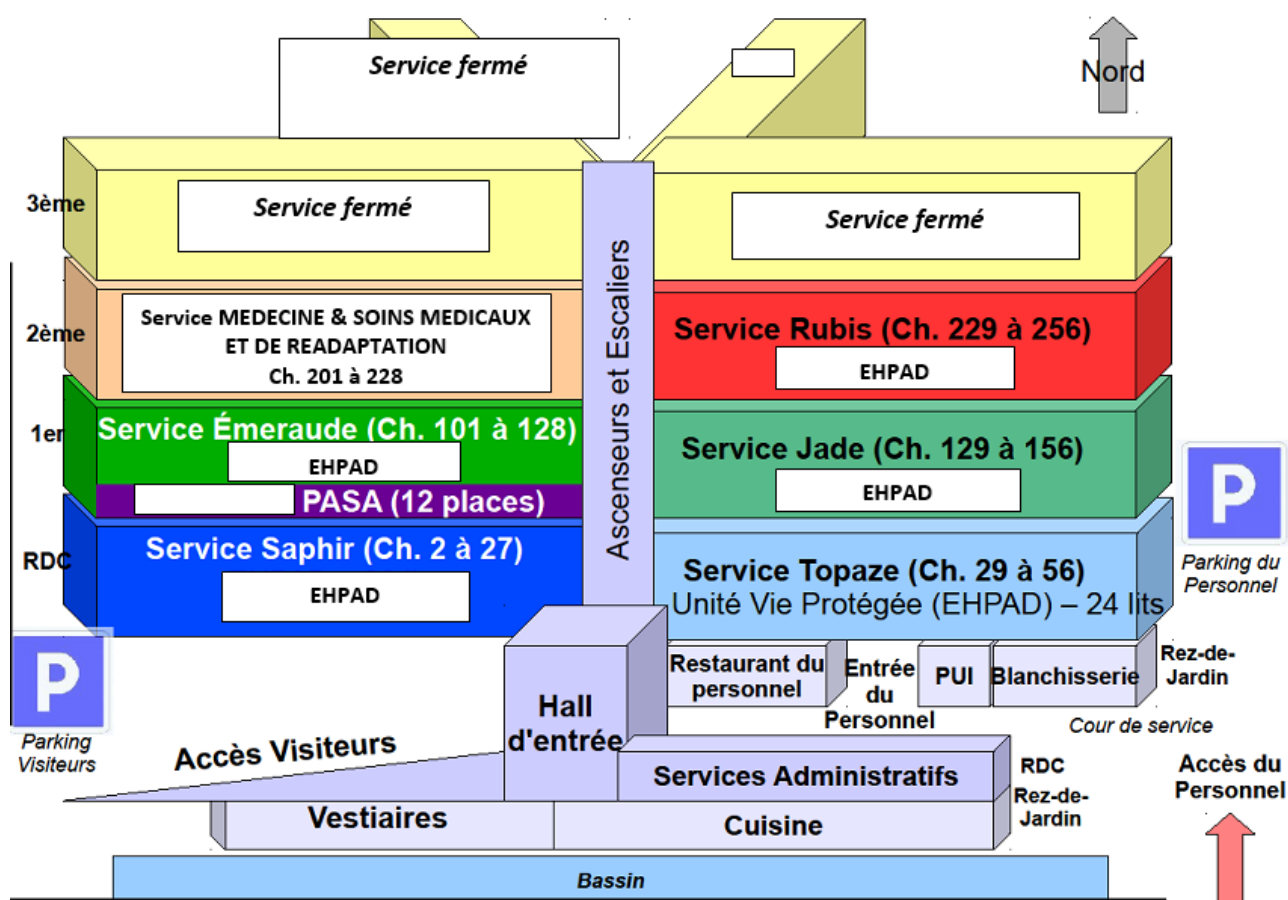 Service fermé
Nord
3ème
Service fermé
Service fermé
Ascenseurs et Escaliers
2ème
Service MEDECINE & SOINS MEDICAUX
ET DE READAPTATION
Ch. 201 à 228
Service Rubis (Ch. 229 à 256)
EHPAD
1er
Service Émeraude (Ch. 101 à 128)
EHPAD
PASA (12 places)
Service Jade (Ch. 129 à 156)
EHPAD
P
Parking du
Personnel
RDC
Service Saphir (Ch. 2 à 27)
EHPAD
Service Topaze (Ch. 29 à 56)
Unité Vie Protégée (EHPAD) – 24 lits
P
Parking
Visiteurs
Restaurant du
personnel
Entrée
du
Personnel
PUI
Blanchisserie
Rez-de-
Jardin
Cour de service
Hall
d'entrée
Accès Visiteurs
Services Administratifs
RDC
Rez-de-
Jardin
Accès du
Personnel
Vestiaires
Cuisine
Bassin